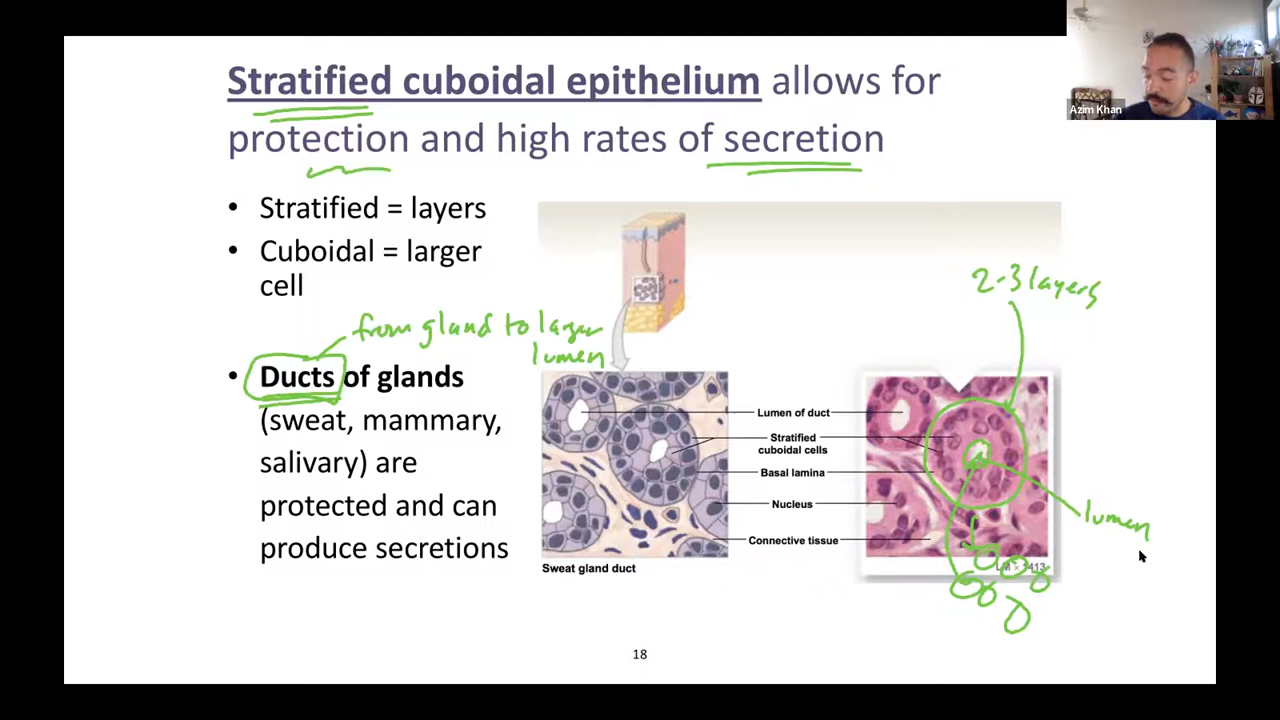 Azim Khan
Stratified cuboidal epithelium allows for
protection and high rates of secretion
• Stratified = layers
• Cuboidal = larger
cell
from gland to larger
lumen
• Ducts of glands
(sweat, mammary,
salivary) are
protected and can
produce secretions
2-3 layers
Lumen of duct
Stratified
cuboidal cells
Basal lamina
Nucleus
Connective tissue
lumen
Sweat gland duct
LM × 1413
18